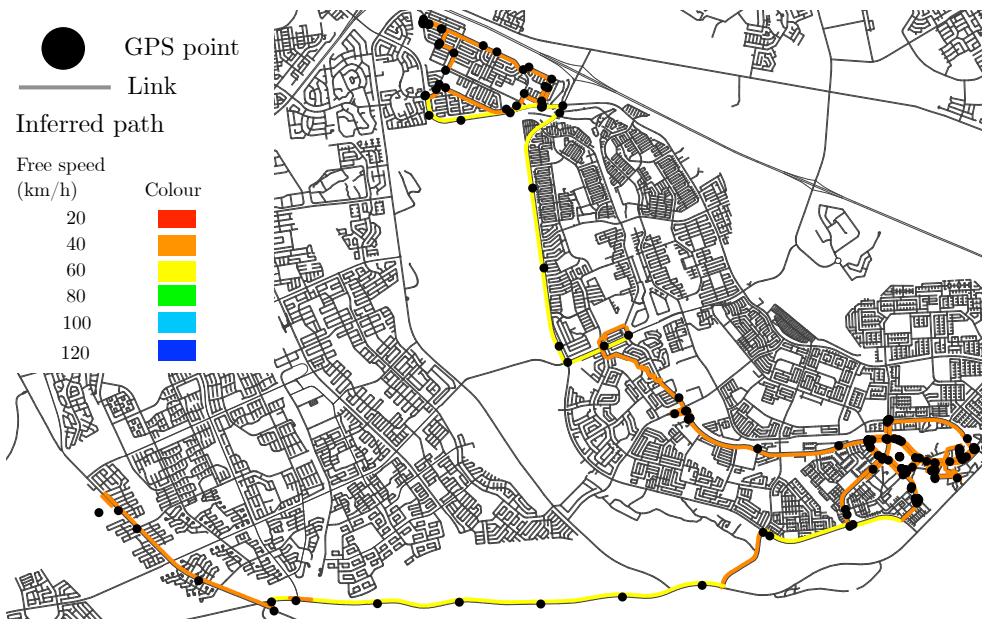 GPS point
Link
Inferred path
Free speed
(km/h) Colour
20
40
60
80
100
120